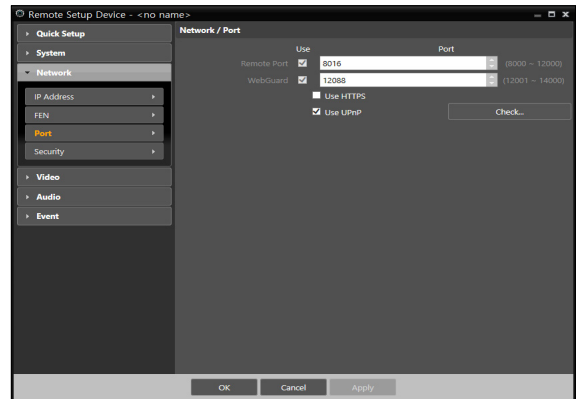 Remote Setup Device - <no name>
Quick Setup
System
Network
IP Address
FEN
Port
Security
Video
Audio
Event
Network / Port
Use Port
Remote Port 8016 (8000 ~ 12000)
WebGuard 12088 (12001 ~ 14000)
Use HTTPS
Use UPnP Check...
OK Cancel Apply